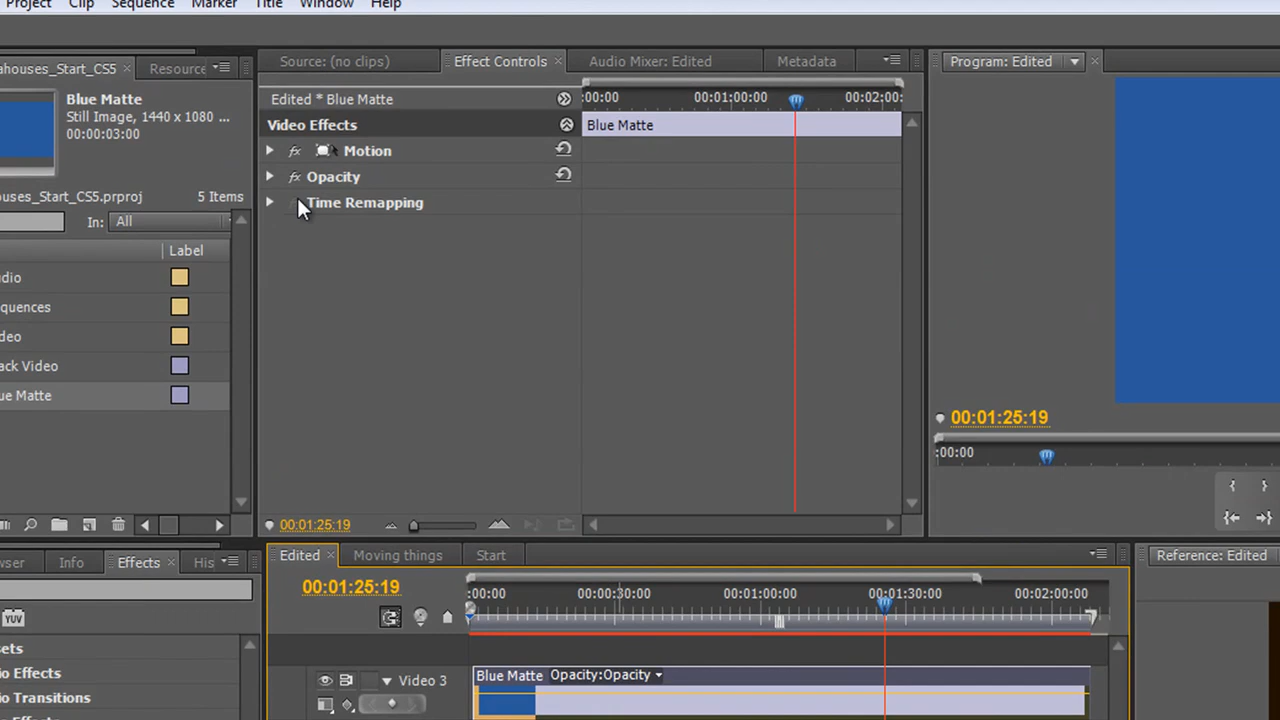 Project Clip Sequence Marker Title Window Help
ahouses_Start_CS5 × Resource
Source: (no clips) Effect Controls × Audio Mixer: Edited Metadata
Program: Edited ×
Blue Matte
Still Image, 1440 x 1080 ...
00:00:03:00
Edited * Blue Matte
:00:00 00:01:00:00 00:02:00:
Video Effects
Blue Matte
fx Motion
fx Opacity
Time Remapping
ouses_Start_CS5.prproj 5 Items
In: All
Label
udio
quences
deo
ack Video
ue Matte
00:01:25:19
00:01:25:19
:00:00
wser Info Effects × His
Edited × Moving things Start
Reference: Edited
00:01:25:19
:00:00 00:00:30:00 00:01:00:00 00:01:30:00 00:02:00:00
YUV
sets
io Effects
io Transitions
Video 3
Blue Matte Opacity:Opacity